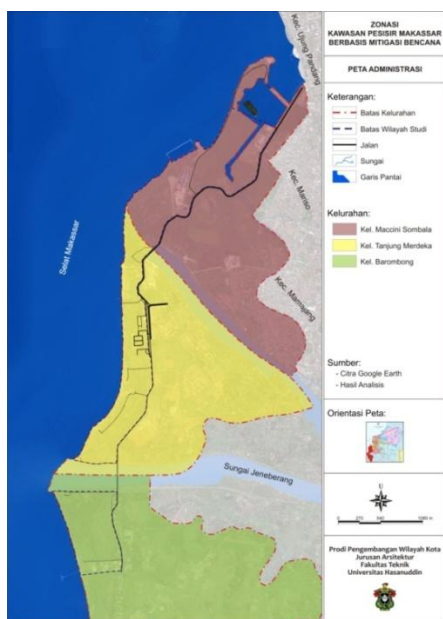 ZONASI
KAWASAN PESISIR MAKASSAR
BERBASIS MITIGASI BENCANA
PETA ADMINISTRASI
Keterangan:
Batas Kelurahan
Batas Wilayah Studi
Jalan
Sungai
Garis Pantai
Kelurahan:
Kel. Maccini Sombala
Kel. Tanjung Merdeka
Kel. Barombong
Sumber:
- Citra Google Earth
- Hasil Analisis
Orientasi Peta:
U
Prodi Pengembangan Wilayah Kota
Jurusan Arsitektur
Fakultas Teknik
Universitas Hasanuddin
Kec. Ujung Pandang
Kec. Mariso
Kec. Mamajang
Selat Makassar
Sungai Jeneberang